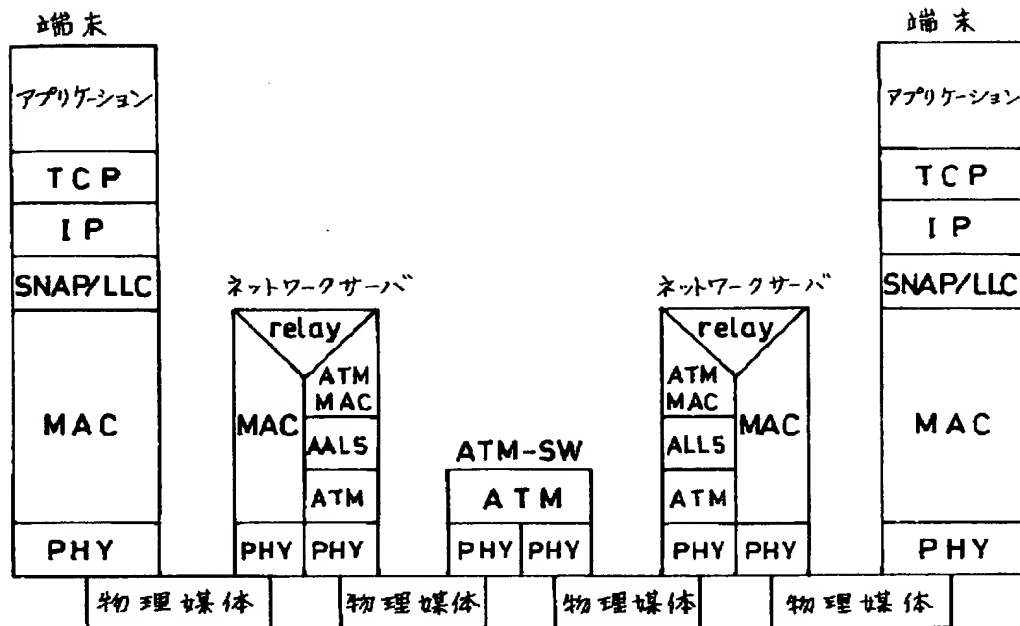 端末
アプリケーション
TCP
IP
SNAP/LLC
MAC
PHY
ネットワークサーバ
relay
MAC
ATM
MAC
AAL5
ATM
PHY
PHY
ATM-SW
ATM
PHY
PHY
ネットワークサーバ
relay
ATM
MAC
ALL5
ATM
MAC
PHY
PHY
端末
アプリケーション
TCP
IP
SNAP/LLC
MAC
PHY
物理媒体
物理媒体
物理媒体
物理媒体